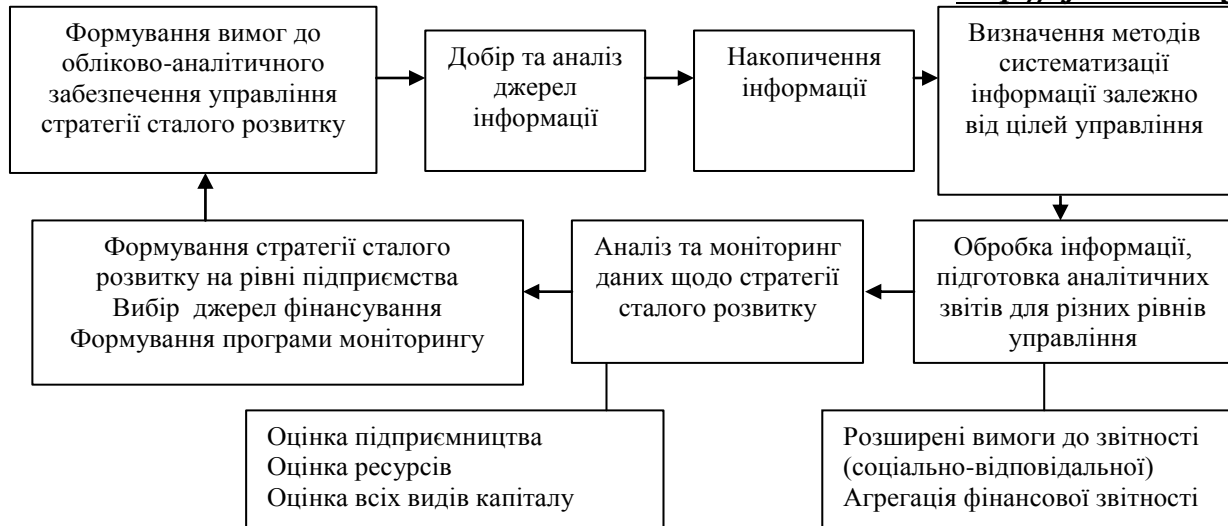 Формування вимог до
обліково-аналітичного
забезпечення управління
стратегії сталого розвитку
Добір та аналіз
джерел
інформації
Накопичення
інформації
Визначення методів
систематизації
інформації залежно
від цілей управління
Формування стратегії сталого
розвитку на рівні підприємства
Вибір джерел фінансування
Формування програми моніторингу
Аналіз та моніторинг
даних щодо стратегії
сталого розвитку
Обробка інформації,
підготовка аналітичних
звітів для різних рівнів
управління
Оцінка підприємництва
Оцінка ресурсів
Оцінка всіх видів капіталу
Розширені вимоги до звітності
(соціально-відповідальної)
Агрегація фінансової звітності